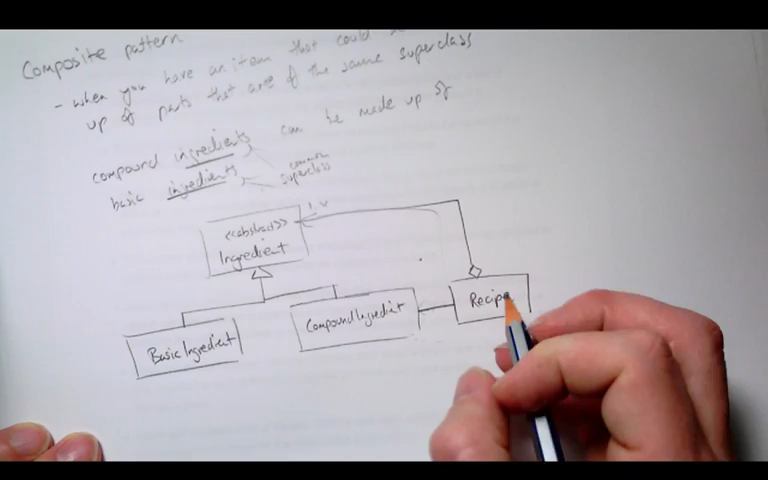 Composite pattern
- when you have an item that could
up of parts that are of the same superclass
compound ingredients can be made up of
basic ingredients
common
superclass
1..*
<<abstract>>
Ingredient
BasicIngredient
CompoundIngredient
Recipe